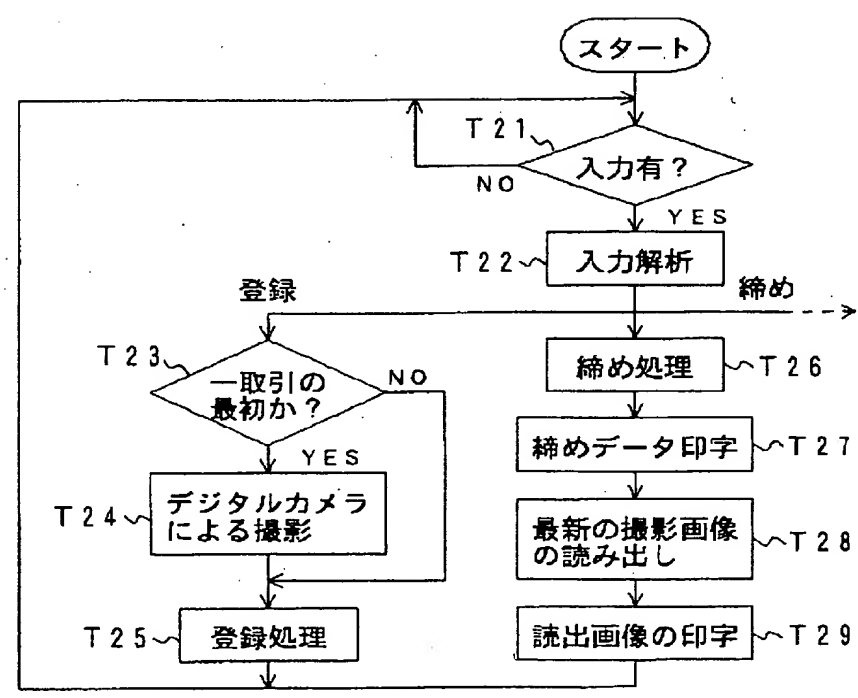 スタート
T21
入力有?
NO
YES
T22
入力解析
登録
締め
T23
一取引の
最初か?
NO
YES
T24
デジタルカメラ
による撮影
T25
登録処理
締め処理
T26
締めデータ印字
T27
最新の撮影画像
の読み出し
T28
読出画像の印字
T29